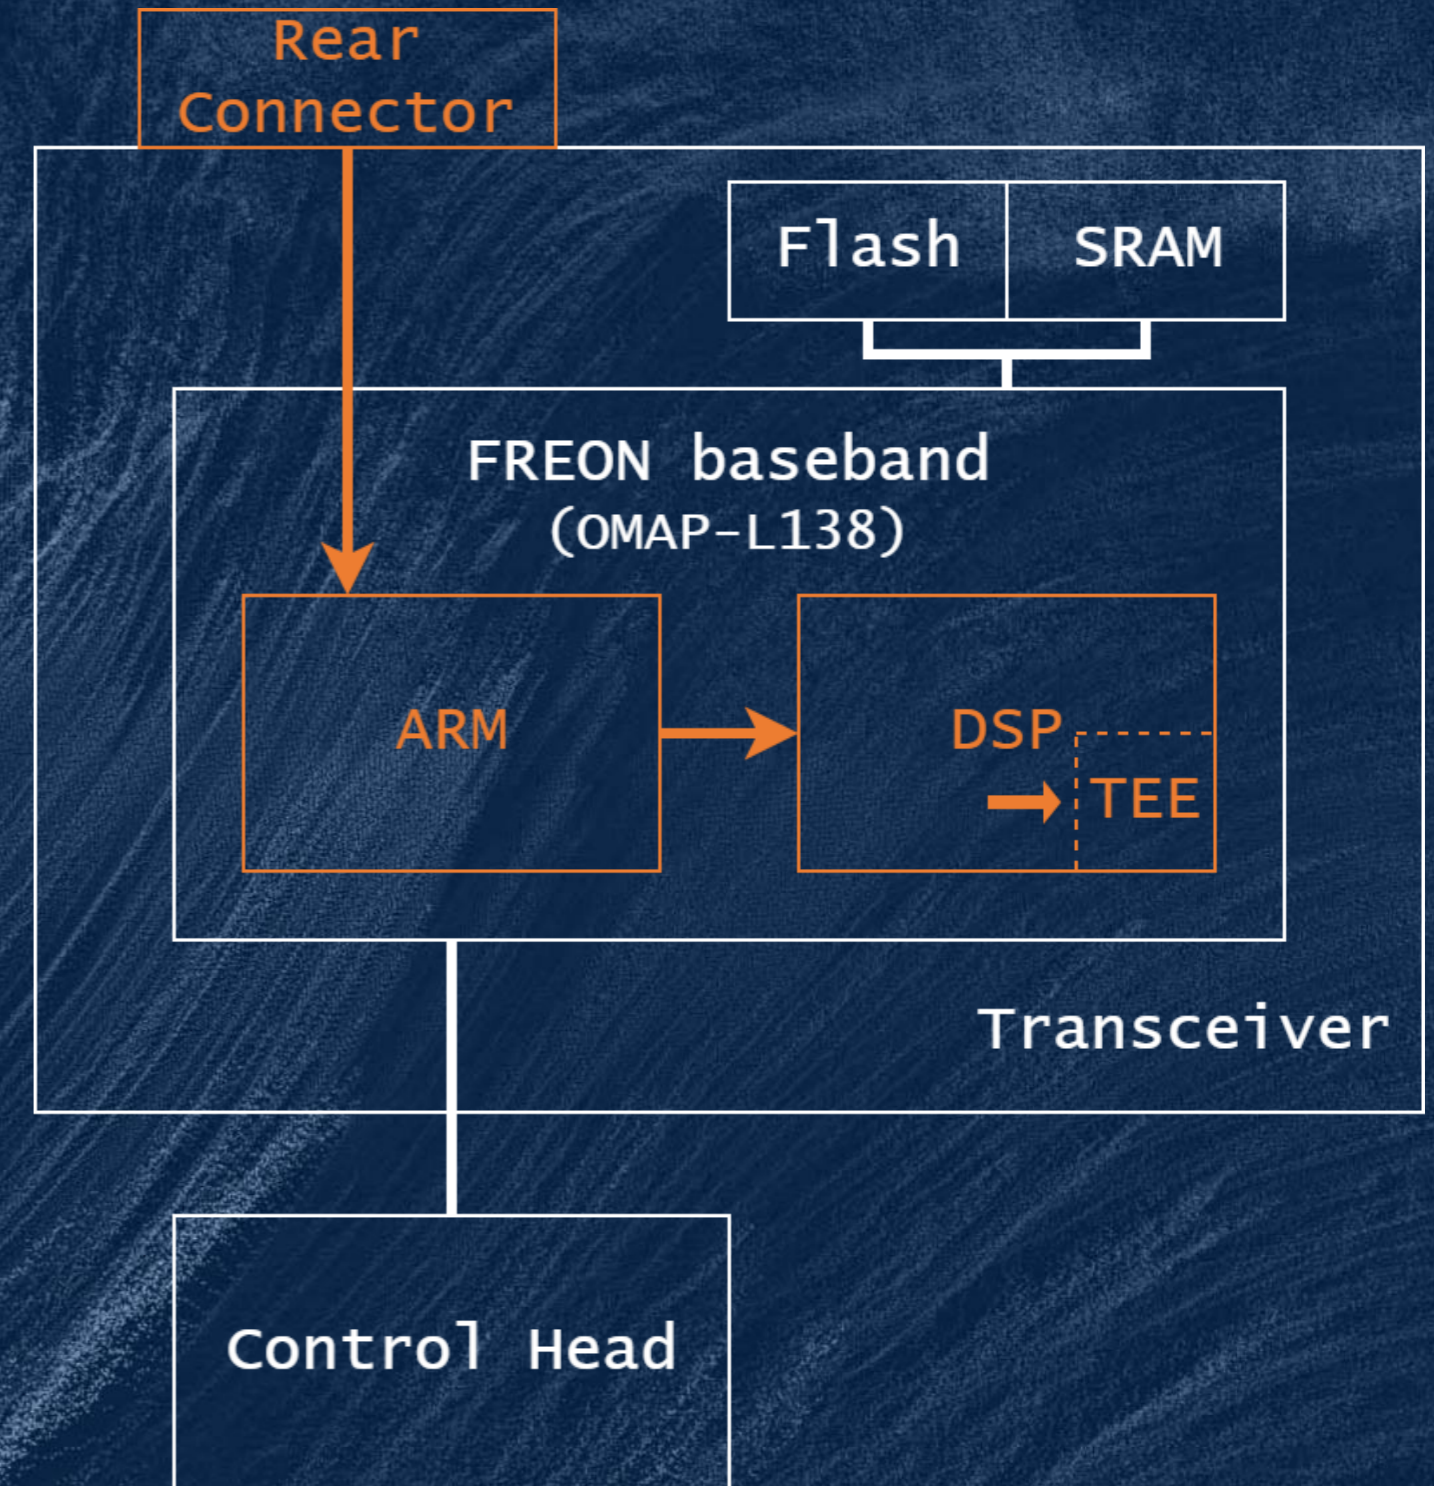 Rear
Connector
Flash
SRAM
FREON baseband
(OMAP-L138)
ARM
DSP
TEE
Transceiver
Control Head